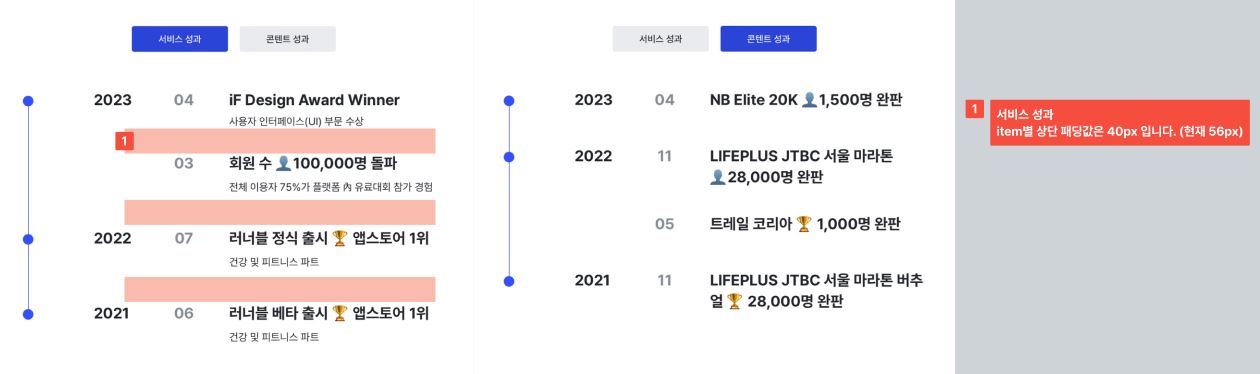 서비스 성과
콘텐트 성과
2023 04 iF Design Award Winner
사용자 인터페이스(UI) 부문 수상
1
03 회원 수 👤100,000명 돌파
전체 이용자 75%가 플랫폼 內 유료대회 참가 경험
2022 07 러너블 정식 출시 🏆 앱스토어 1위
건강 및 피트니스 파트
2021 06 러너블 베타 출시 🏆 앱스토어 1위
건강 및 피트니스 파트
서비스 성과
콘텐트 성과
2023 04 NB Elite 20K 👤1,500명 완판
2022 11 LIFEPLUS JTBC 서울 마라톤
👤28,000명 완판
05 트레일 코리아 🏆 1,000명 완판
2021 11 LIFEPLUS JTBC 서울 마라톤 버추
얼 🏆 28,000명 완판
1
서비스 성과
item별 상단 패딩값은 40px 입니다. (현재 56px)